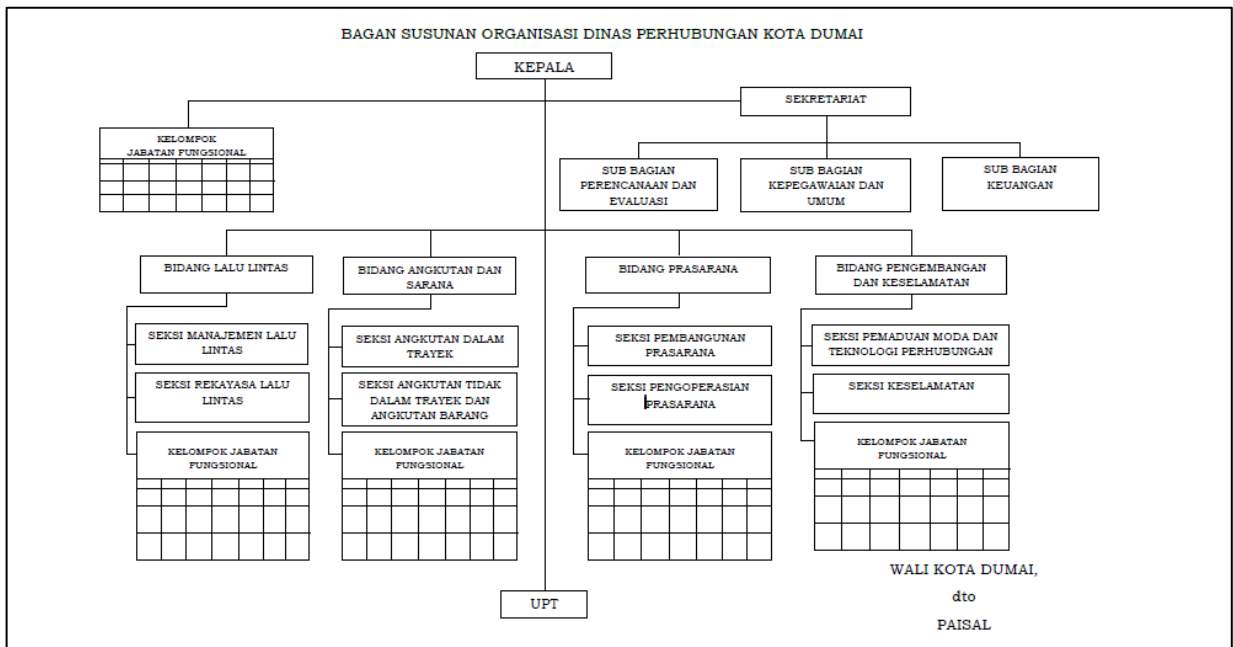 BAGAN SUSUNAN ORGANISASI DINAS PERHUBUNGAN KOTA DUMAI
KEPALA
SEKRETARIAT
KELOMPOK
JABATAN FUNGSIONAL
SUB BAGIAN
PERENCANAAN DAN
EVALUASI
SUB BAGIAN
KEPEGAWAIAN DAN
UMUM
SUB BAGIAN
KEUANGAN
BIDANG LALU LINTAS
BIDANG ANGKUTAN DAN
SARANA
BIDANG PRASARANA
BIDANG PENGEMBANGAN
DAN KESELAMATAN
SEKSI MANAJEMEN LALU
LINTAS
SEKSI ANGKUTAN DALAM
TRAYEK
SEKSI PEMBANGUNAN
PRASARANA
SEKSI PEMADUAN MODA DAN
TEKNOLOGI PERHUBUNGAN
SEKSI REKAYASA LALU
LINTAS
SEKSI ANGKUTAN TIDAK
DALAM TRAYEK DAN
ANGKUTAN BARANG
SEKSI PENGOPERASIAN
PRASARANA
SEKSI KESELAMATAN
KELOMPOK JABATAN
FUNGSIONAL
KELOMPOK JABATAN
FUNGSIONAL
KELOMPOK JABATAN
FUNGSIONAL
KELOMPOK JABATAN
FUNGSIONAL
UPT
WALI KOTA DUMAI,
dto
PAISAL